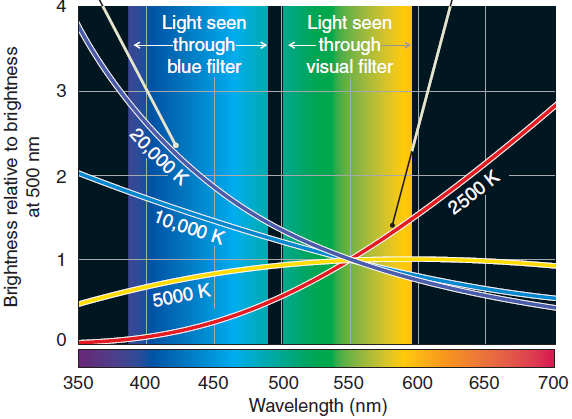 Brightness relative to brightness
at 500 nm
4
3
2
1
0
Light seen
through
blue filter
Light seen
through
visual filter
20,000 K
10,000 K
5000 K
2500 K
350 400 450 500 550 600 650 700
Wavelength (nm)